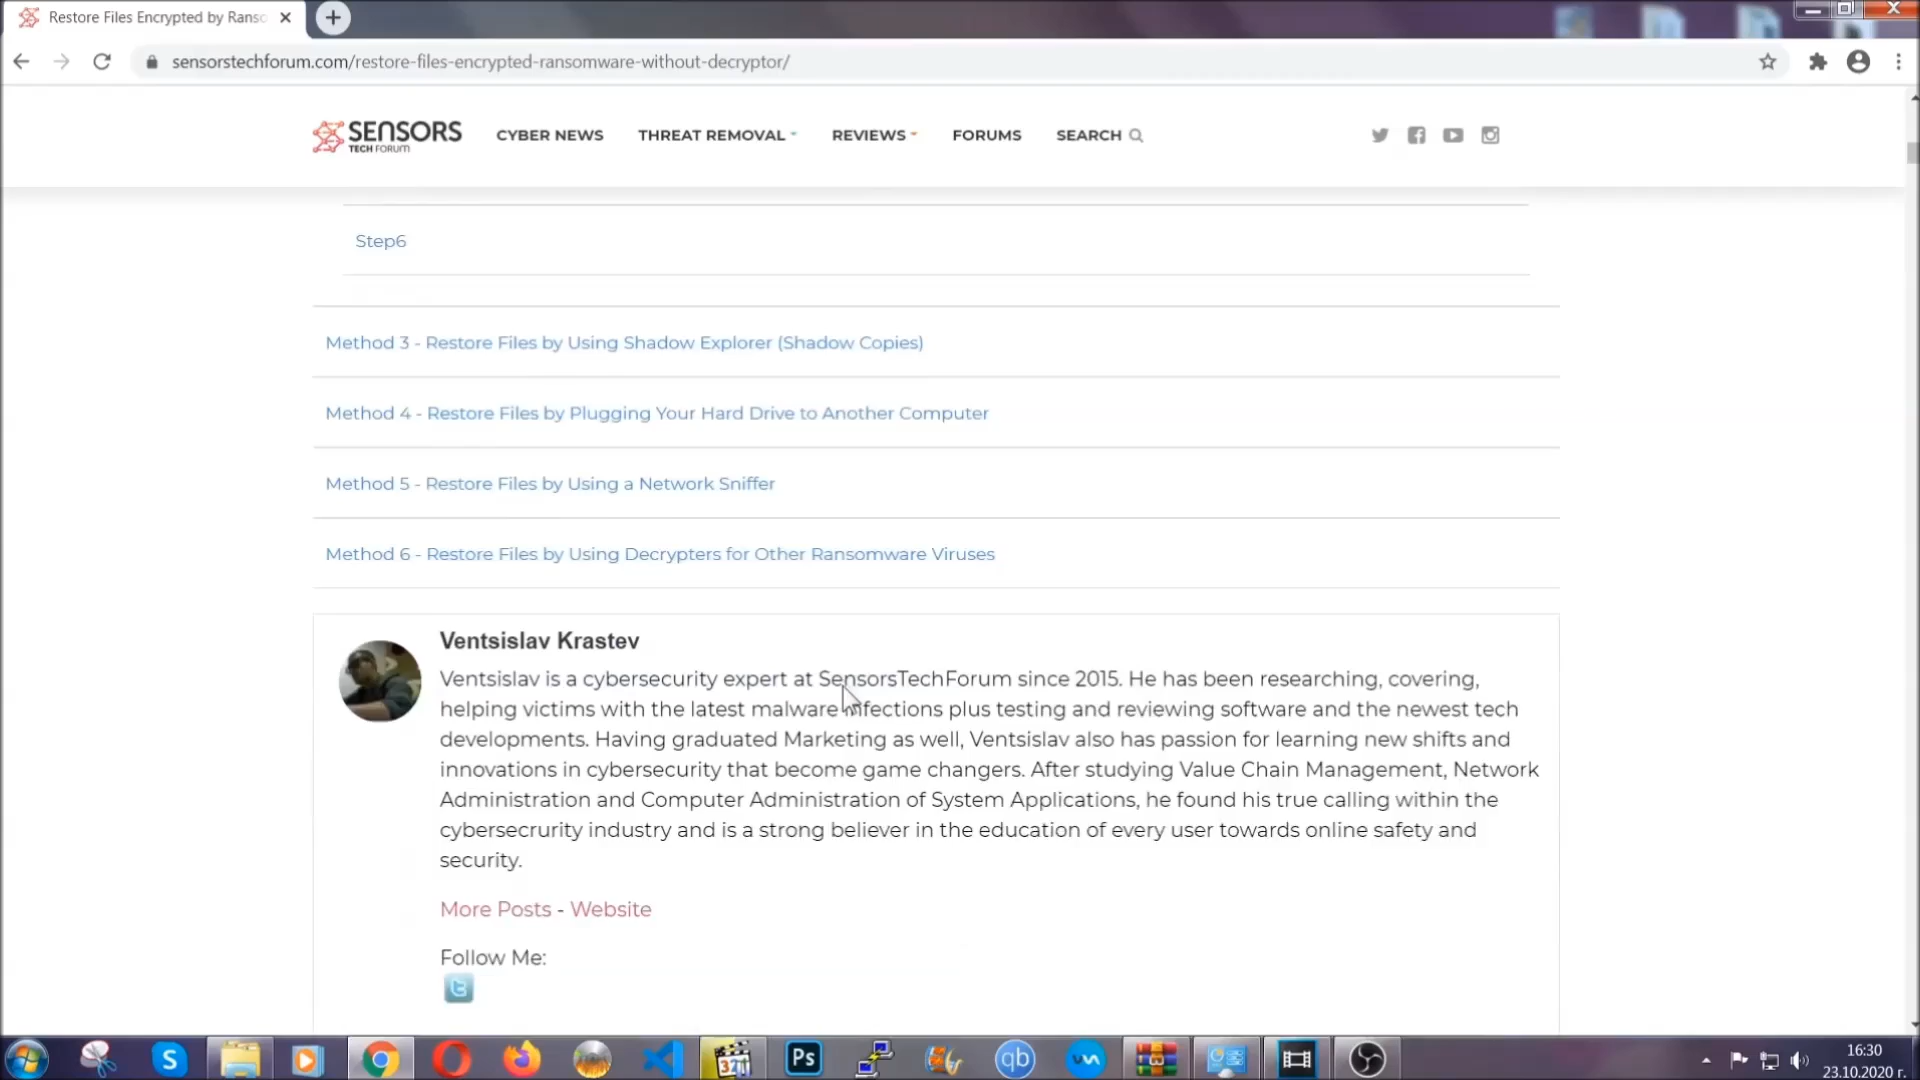 Restore Files Encrypted by Ranso
sensorstechforum.com/restore-files-encrypted-ransomware-without-decryptor/
SENSORS
TECH FORUM
CYBER NEWS THREAT REMOVAL REVIEWS FORUMS SEARCH
Step6
Method 3 - Restore Files by Using Shadow Explorer (Shadow Copies)
Method 4 - Restore Files by Plugging Your Hard Drive to Another Computer
Method 5 - Restore Files by Using a Network Sniffer
Method 6 - Restore Files by Using Decrypters for Other Ransomware Viruses
Ventsislav Krastev
Ventsislav is a cybersecurity expert at SensorsTechForum since 2015. He has been researching, covering,
helping victims with the latest malware infections plus testing and reviewing software and the newest tech
developments. Having graduated Marketing as well, Ventsislav also has passion for learning new shifts and
innovations in cybersecurity that become game changers. After studying Value Chain Management, Network
Administration and Computer Administration of System Applications, he found his true calling within the
cybersecrurity industry and is a strong believer in the education of every user towards online safety and
security.
More Posts - Website
Follow Me:
S
321
Ps
qb
16:30
23.10.2020 г.